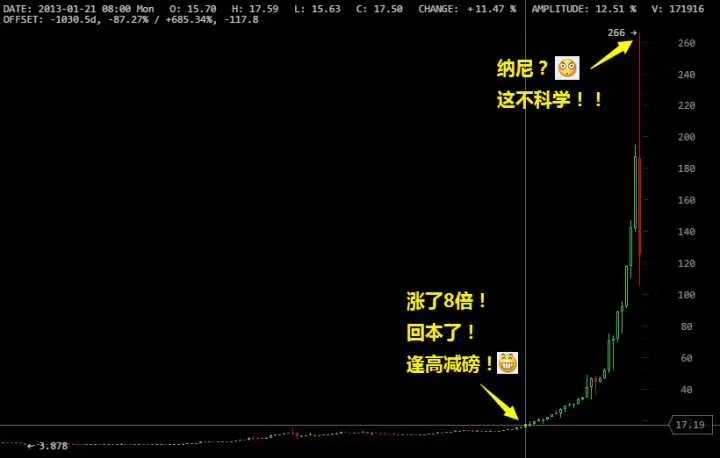 DATE: 2013-01-21 08:00 Mon O: 15.70 H: 17.59 L: 15.63 C: 17.50 CHANGE: +11.47 % AMPLITUDE: 12.51 % V: 171916
OFFSET: -1030.5d, -87.27% / +685.34%, -117.8
266 →
260
纳尼？
240
这不科学！！
220
200
180
160
140
120
涨了8倍！
100
回本了！
80
逢高减磅！
60
40
17.19
← 3.878